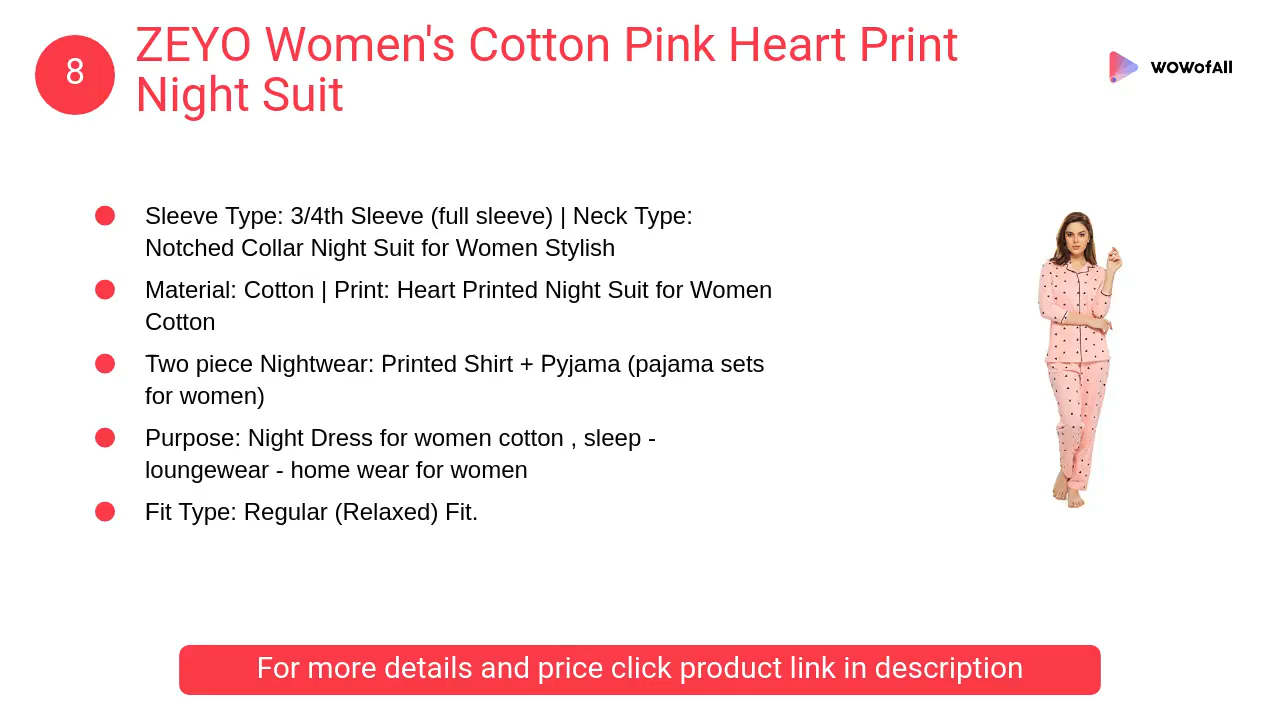 8
ZEYO Women's Cotton Pink Heart Print
Night Suit
WOWofAll
Sleeve Type: 3/4th Sleeve (full sleeve) | Neck Type:
Notched Collar Night Suit for Women Stylish
Material: Cotton | Print: Heart Printed Night Suit for Women
Cotton
Two piece Nightwear: Printed Shirt + Pyjama (pajama sets
for women)
Purpose: Night Dress for women cotton , sleep -
loungewear - home wear for women
Fit Type: Regular (Relaxed) Fit.
For more details and price click product link in description